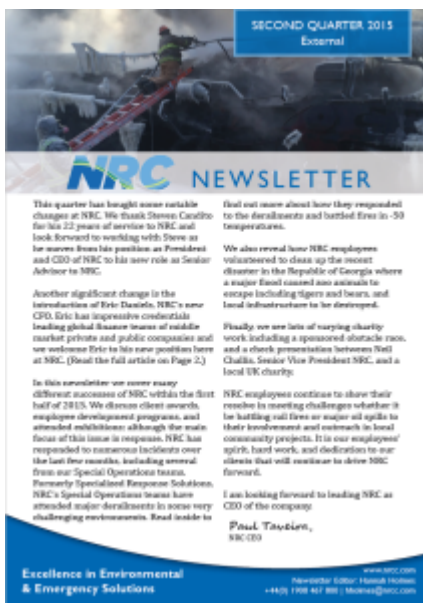 SECOND QUARTER 2015
External
NRC NEWSLETTER
This quarter has bought some notable
changes at NRC. We thank Steven Candito
for his 22 years of service to NRC and
look forward to working with Steve as
he moves from his position as President
and CEO of NRC to his new role as Senior
Advisor to NRC.
Another significant change is the
introduction of Eric Daniels, NRC's new
CFO. Eric has impressive credentials
leading global finance teams of middle
market private and public companies and
we welcome Eric to his new position here
at NRC. (Read the full article on Page 2.)
In this newsletter we cover many
different successes of NRC within the first
half of 2015. We discuss client awards,
employee development programs, and
attended exhibitions: although the main
focus of this issue is response. NRC has
responded to numerous incidents over
the last few months, including several
from our Special Operations teams,
Formerly Specialized Response Solutions.
NRC's Special Operations teams have
attended major derailments in some very
challenging environments. Read inside to
find out more about how they responded
to the derailments and battled fires in -50
temperatures.
We also reveal how NRC employees
volunteered to clean up the recent
disaster in the Republic of Georgia where
a major flood caused zoo animals to
escape including tigers and bears, and
local infrastructure to be destroyed.
Finally, we see lots of varying charity
work including a sponsored obstacle race,
and a check presentation between Neil
Challis, Senior Vice President NRC, and a
local UK charity.
NRC employees continue to show their
resolve in meeting challenges whether it
be battling rail fires or major oil spills to
their involvement and outreach in local
community projects. It is our employees'
spirit, hard work, and dedication to our
clients that will continue to drive NRC
forward.
I am looking forward to leading NRC as
CEO of the company.
Paul Taveira,
NRC CEO
Excellence in Environmental
& Emergency Solutions
www.nrcc.com
Newsletter Editor: Hannah Holmes
+44(0) 1908 467 800 | hholmes@nrcc.com